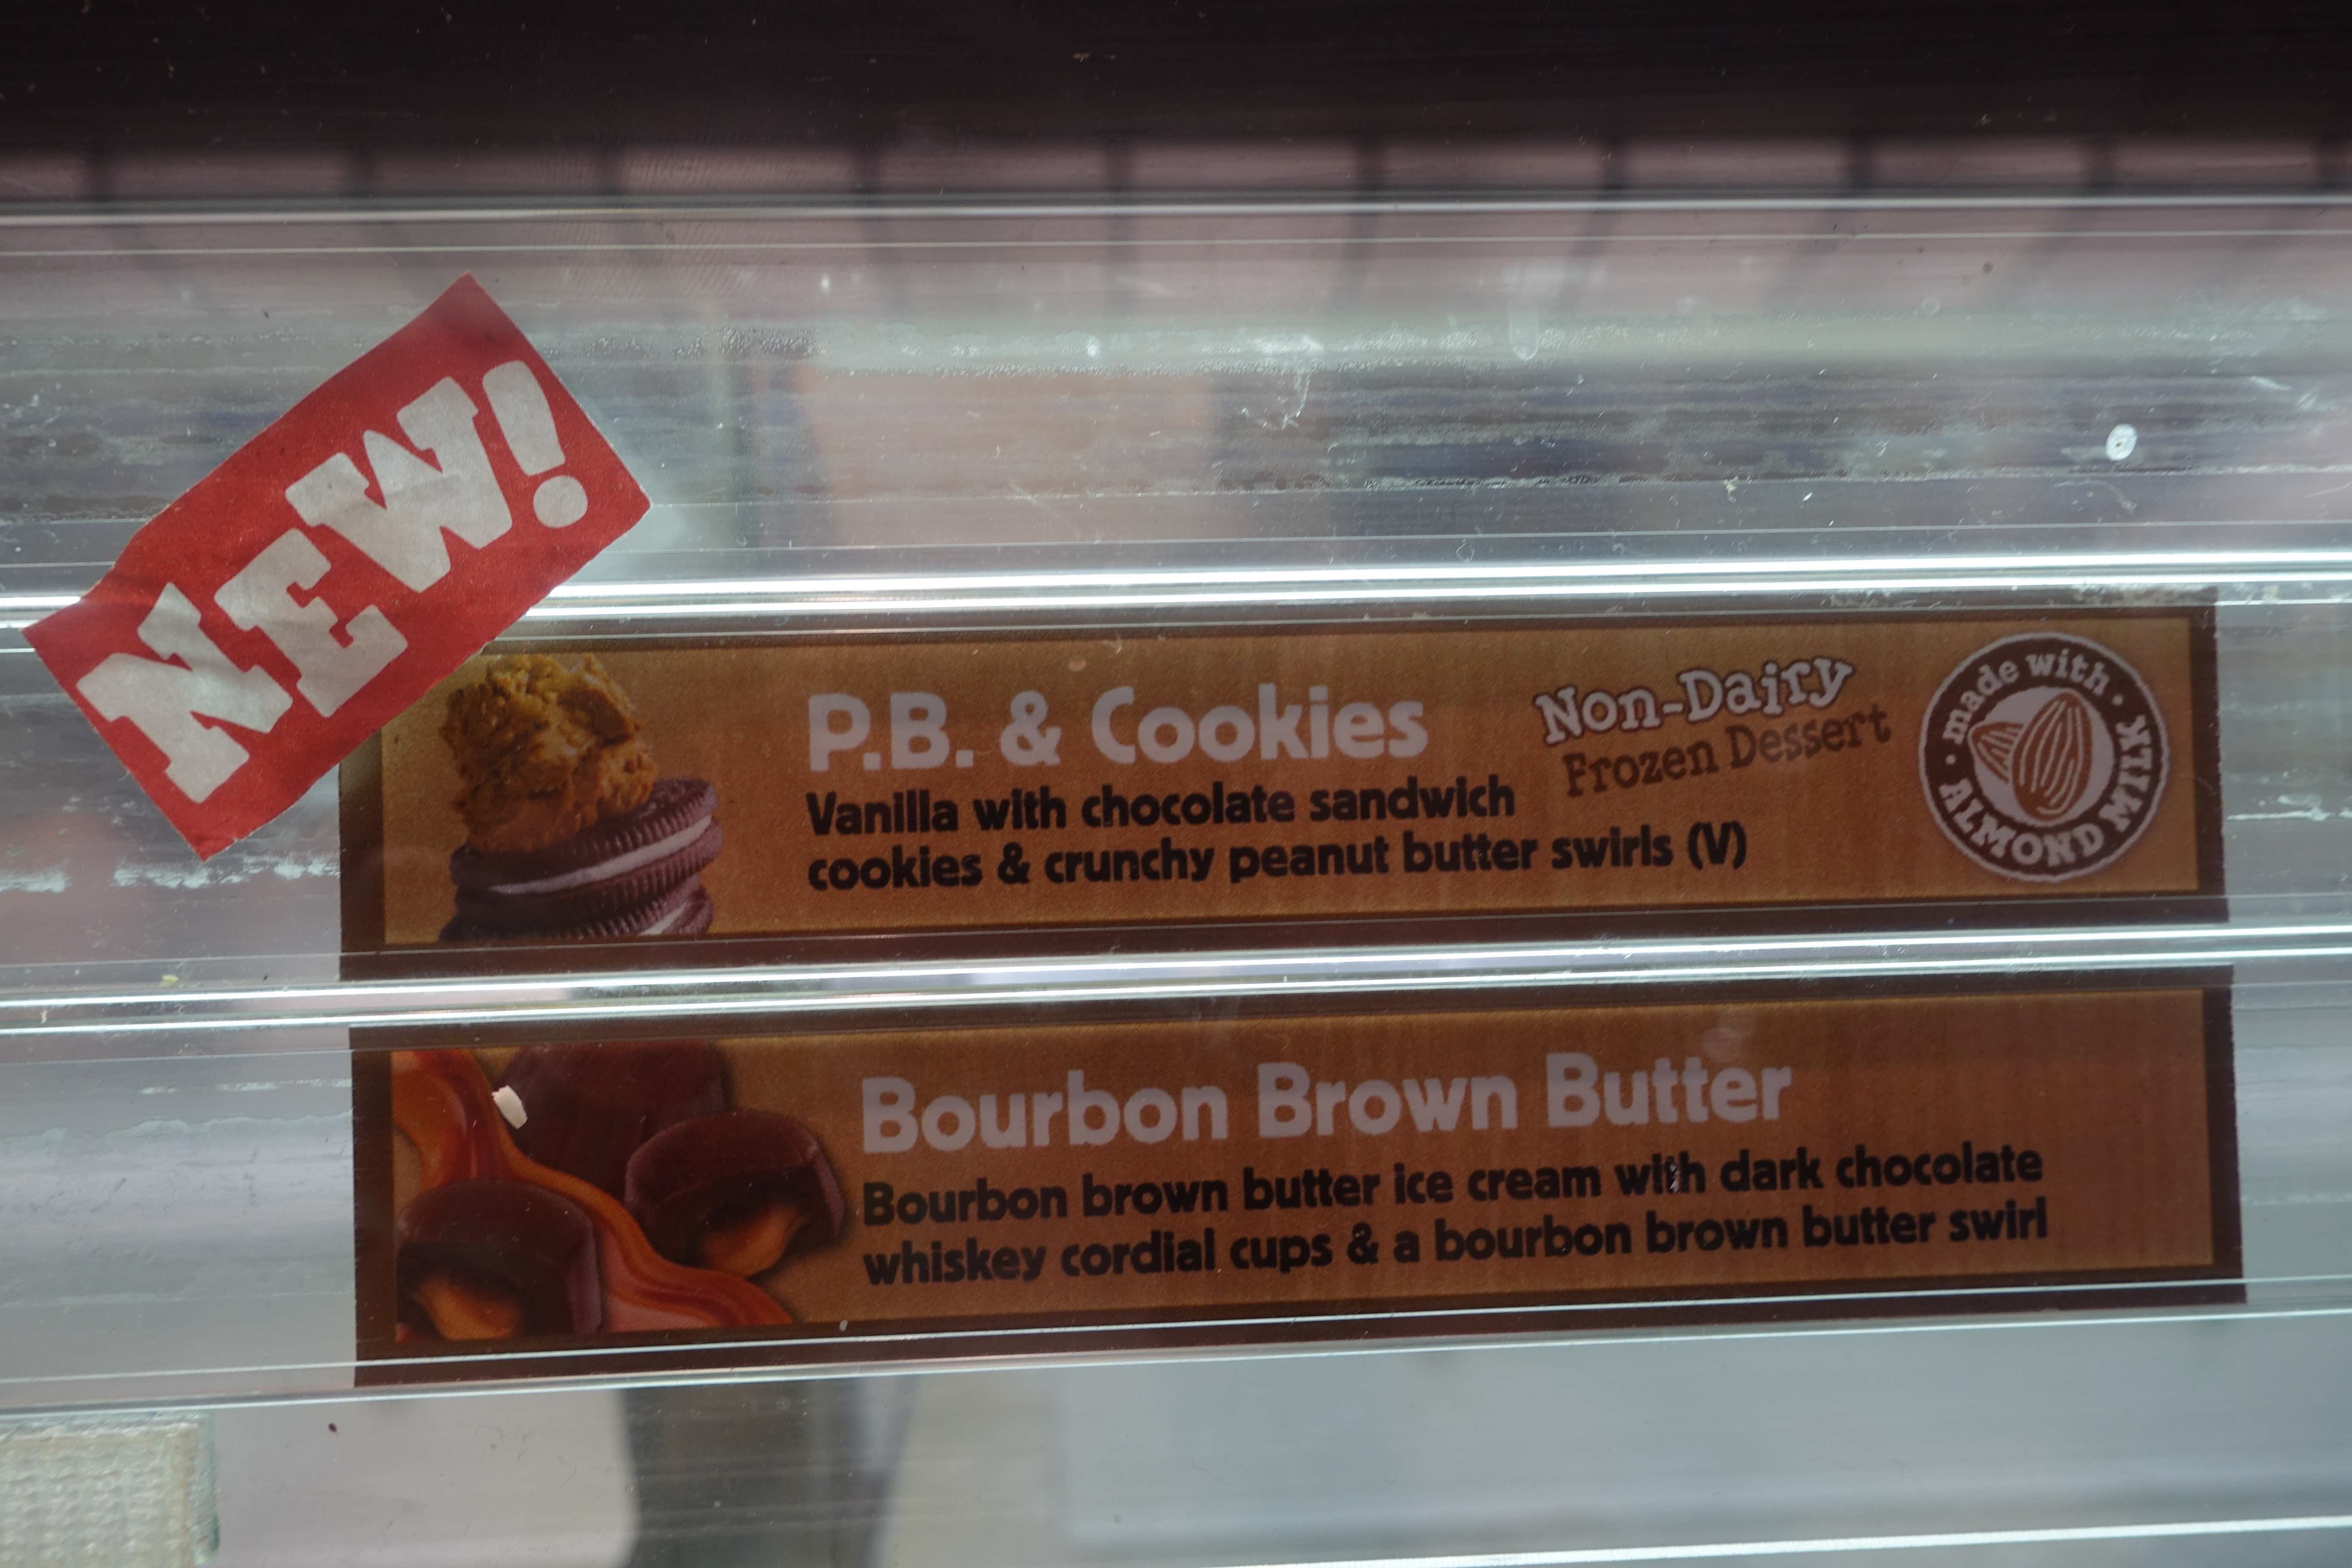 NEW!
P.B. & Cookies
Non-Dairy
Frozen Dessert
made with
ALMOND MILK
Vanilla with chocolate sandwich
cookies & crunchy peanut butter swirls (V)
Bourbon Brown Butter
Bourbon brown butter ice cream with dark chocolate
whiskey cordial cups & a bourbon brown butter swirl